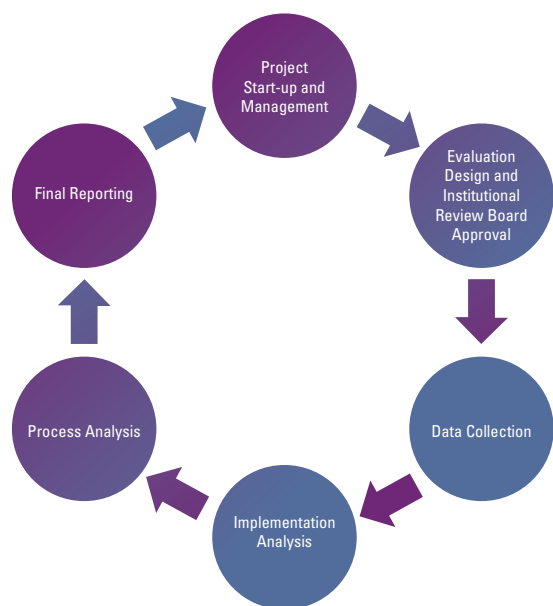 Project
Start-up and
Management
Evaluation
Design and
Institutional
Review Board
Approval
Data Collection
Implementation
Analysis
Process Analysis
Final Reporting